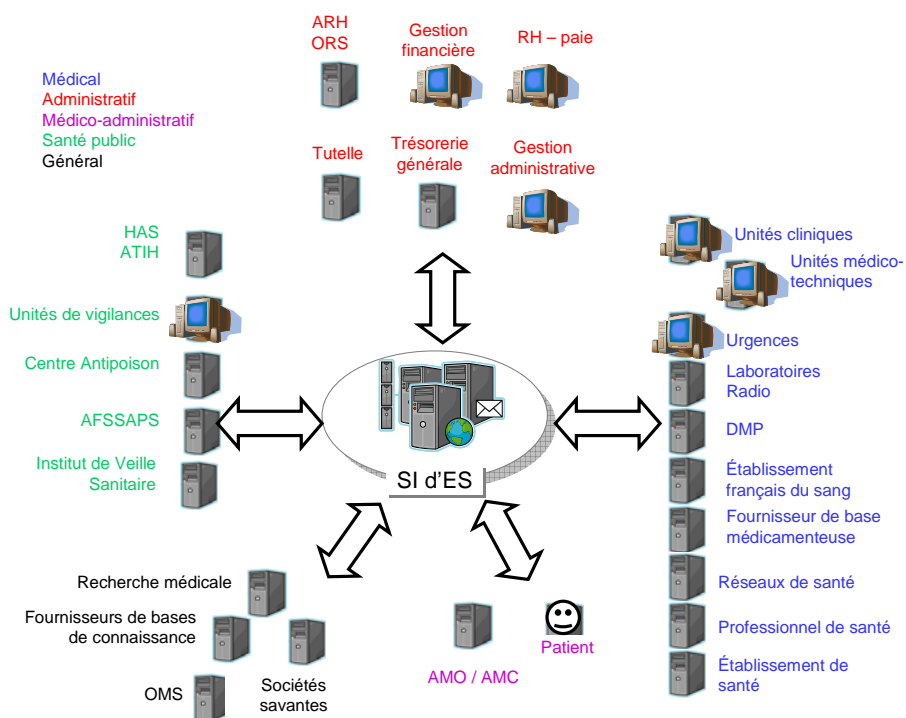 ARH
ORS
Gestion
financière
RH – paie
Médical
Administratif
Médico-administratif
Santé public
Général
Tutelle
Trésorerie
générale
Gestion
administrative
HAS
ATIH
Unités de vigilances
Centre Antipoison
AFSSAPS
Institut de Veille
Sanitaire
Unités cliniques
Unités médico-
techniques
Urgences
Laboratoires
Radio
DMP
Établissement
français du sang
Fournisseur de base
médicamenteuse
Réseaux de santé
Professionnel de santé
Établissement de
santé
SI d'ES
Recherche médicale
Fournisseurs de bases
de connaissance
OMS
Sociétés
savantes
AMO / AMC
Patient